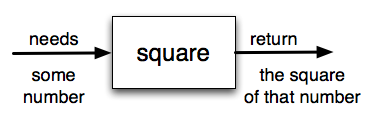 needs
some
number
square
return
the square
of that number